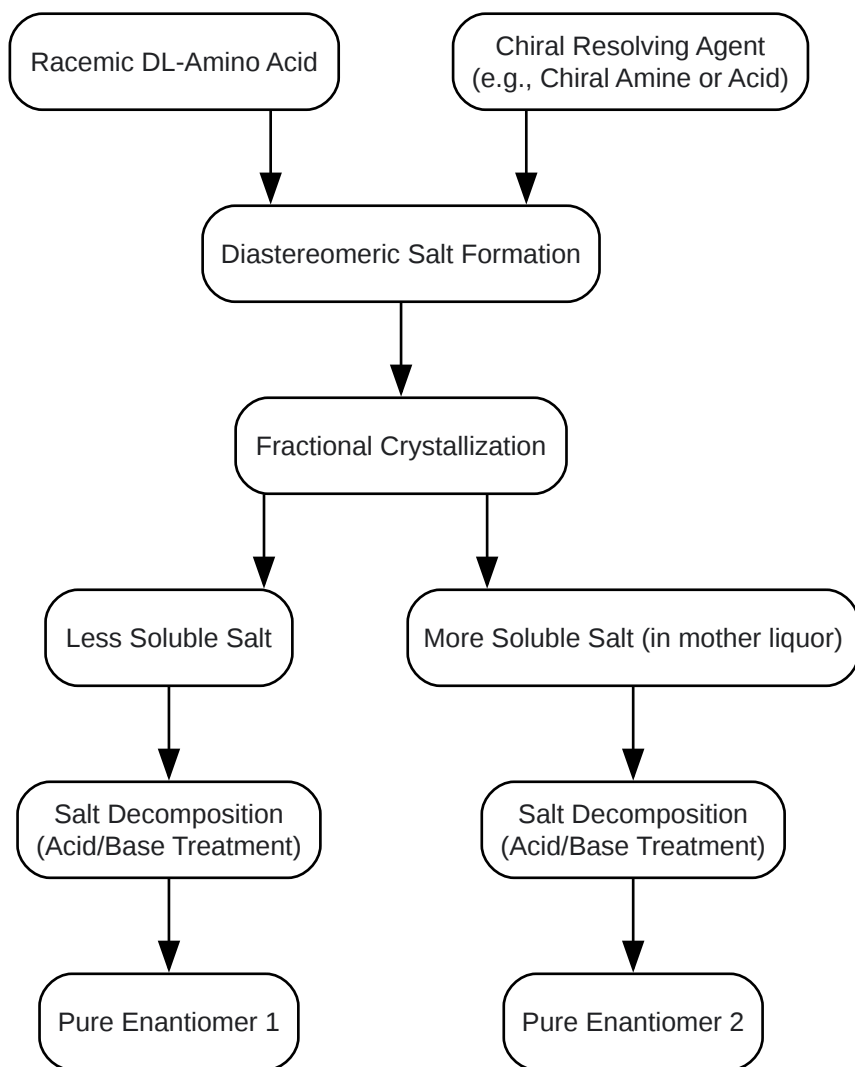 Racemic DL-Amino Acid
Chiral Resolving Agent
(e.g., Chiral Amine or Acid)
Diastereomeric Salt Formation
Fractional Crystallization
Less Soluble Salt
More Soluble Salt (in mother liquor)
Salt Decomposition
(Acid/Base Treatment)
Salt Decomposition
(Acid/Base Treatment)
Pure Enantiomer 1
Pure Enantiomer 2